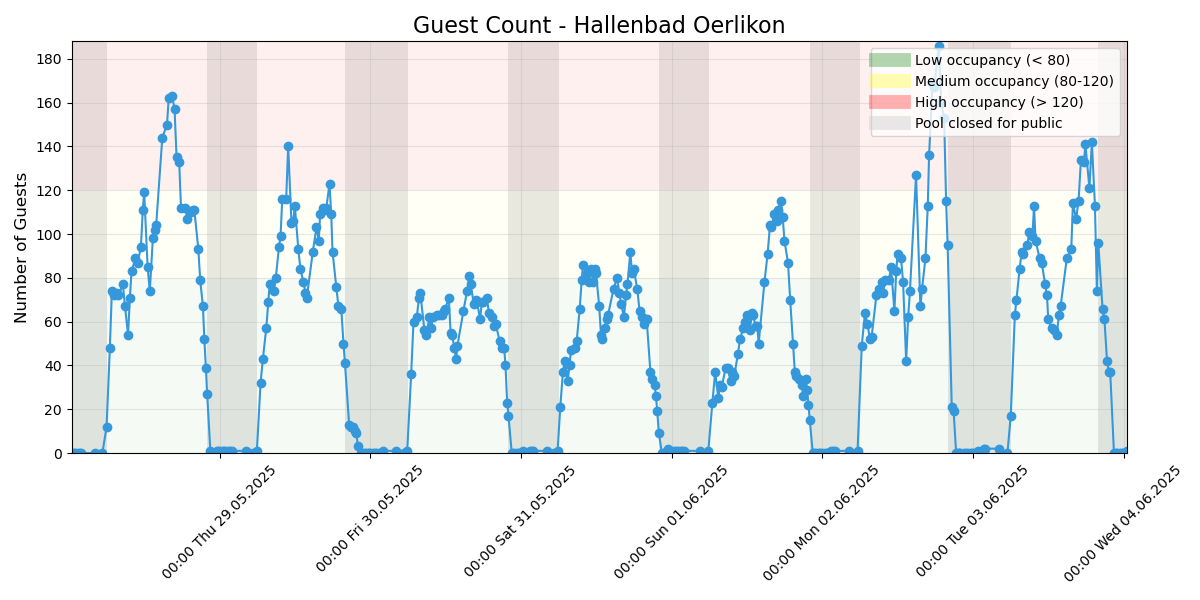 Guest Count - Hallenbad Oerlikon
Number of Guests
180
160
140
120
100
80
60
40
20
0
Low occupancy (< 80)
Medium occupancy (80-120)
High occupancy (> 120)
Pool closed for public
00:00 Thu 29.05.2025
00:00 Fri 30.05.2025
00:00 Sat 31.05.2025
00:00 Sun 01.06.2025
00:00 Mon 02.06.2025
00:00 Tue 03.06.2025
00:00 Wed 04.06.2025